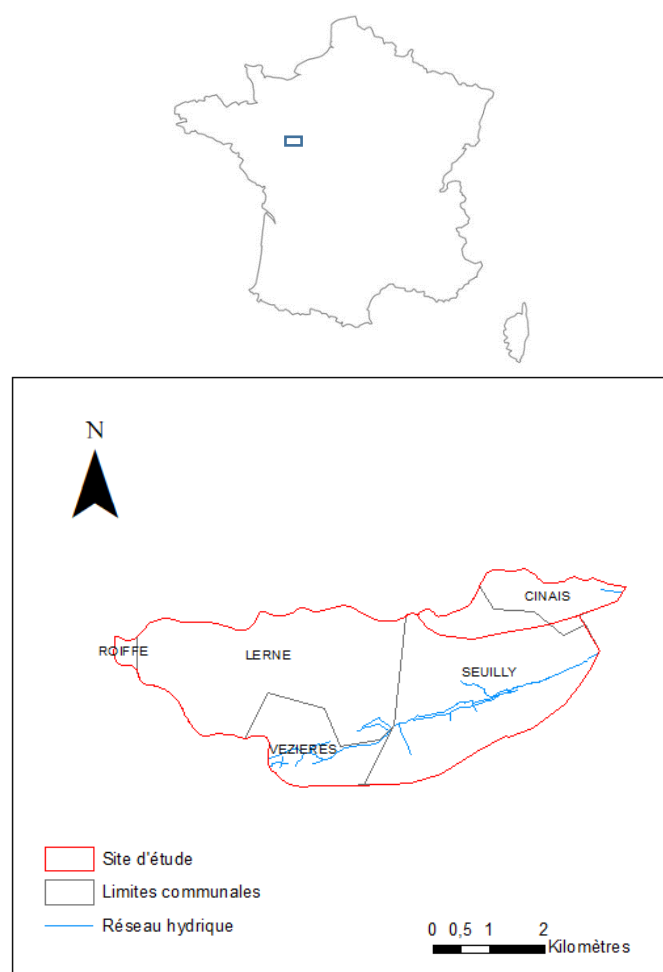 N
CINAIS
ROIFFE
LERNE
SEUILLY
VEZIERES
Site d'étude
Limites communales
Réseau hydrique
0 0,5 1 2
Kilomètres